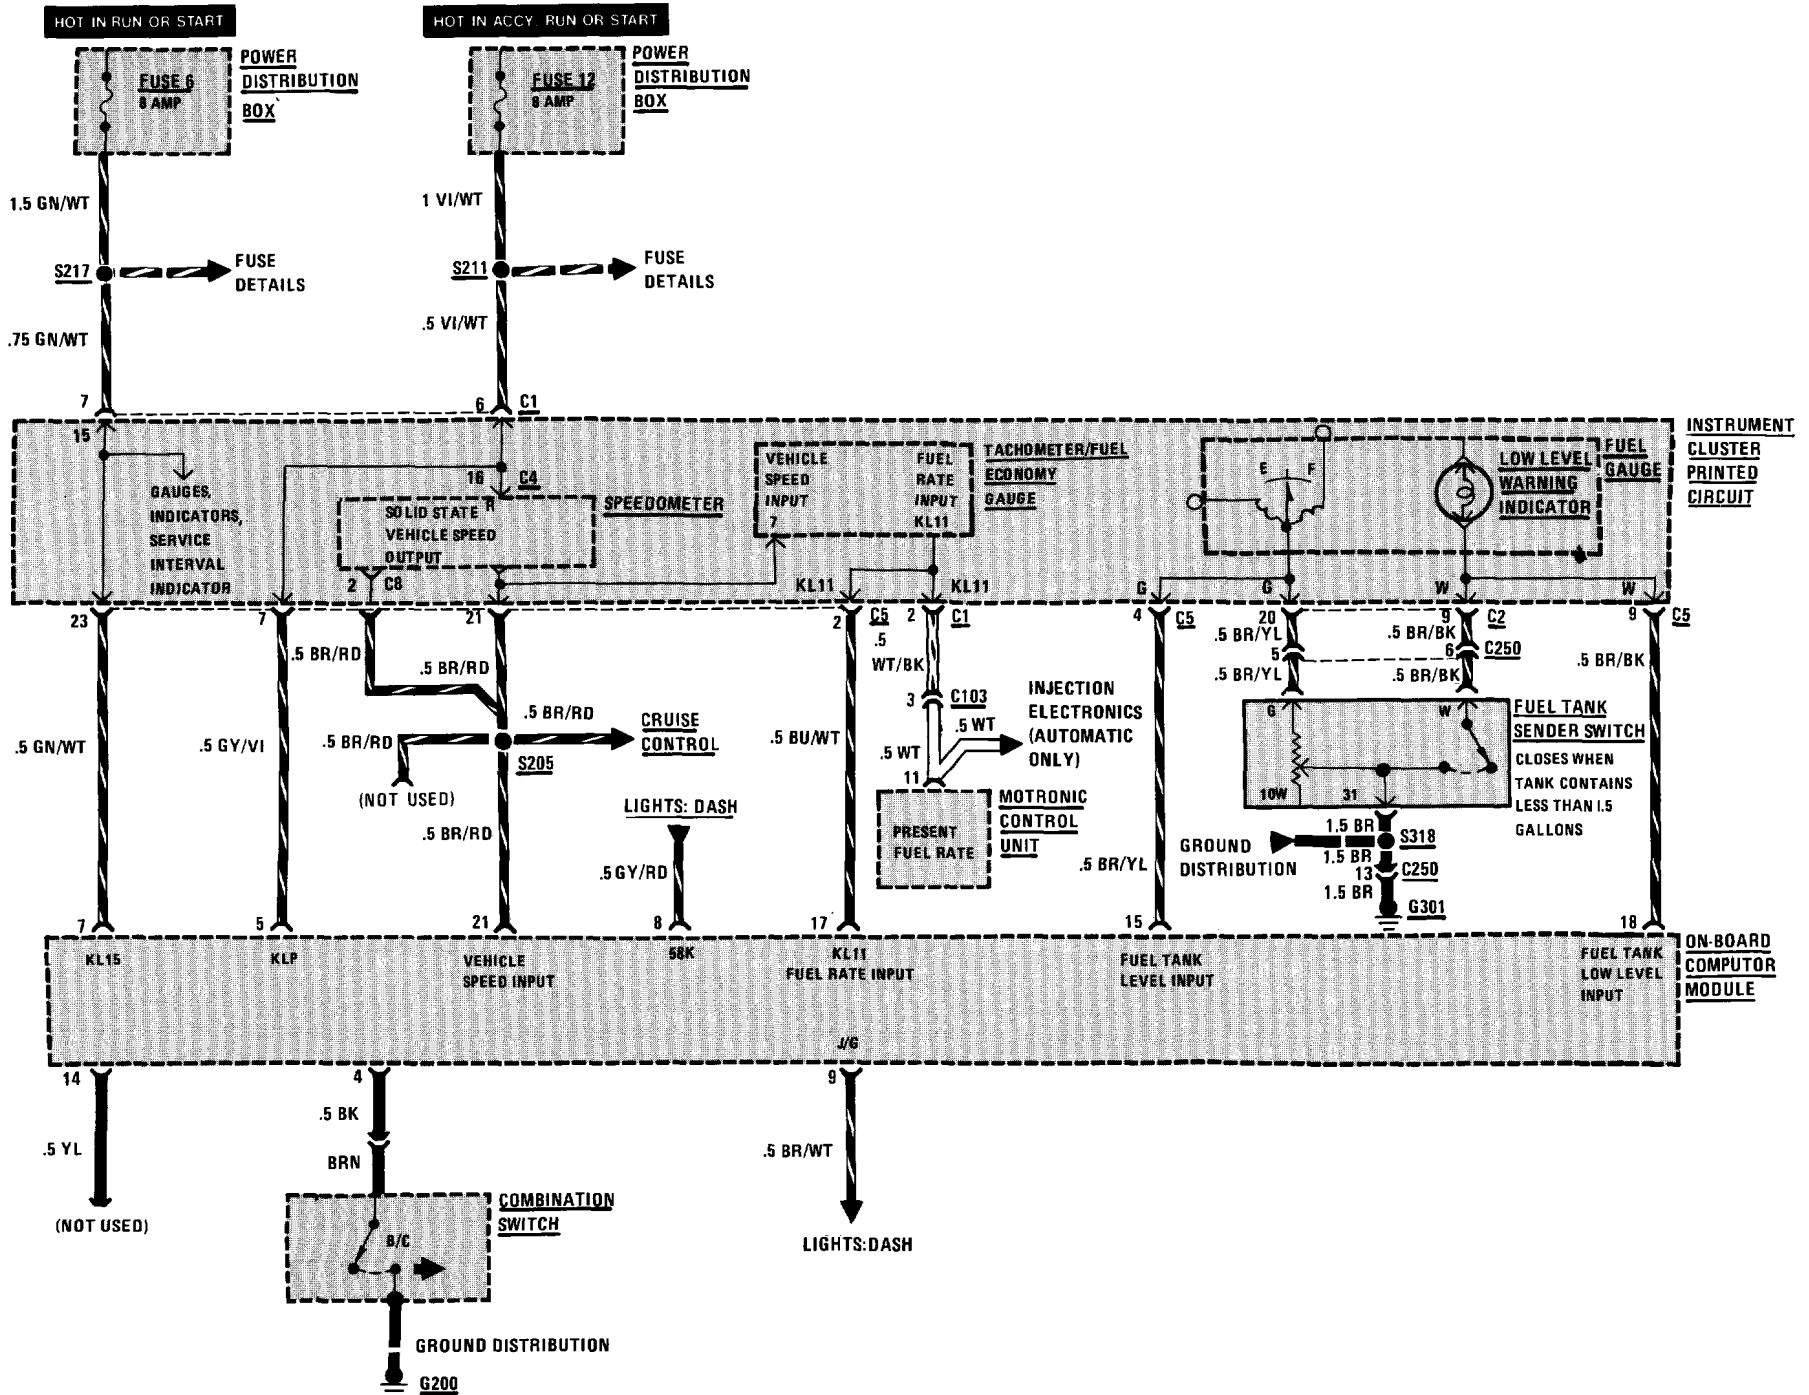 HOT IN RUN OR START
HOT IN ACCY. RUN OR START
FUSE 6
8 AMP
POWER
DISTRIBUTION
BOX
FUSE 12
8 AMP
POWER
DISTRIBUTION
BOX
1.5 GN/WT
1 VI/WT
S217
FUSE
DETAILS
S211
FUSE
DETAILS
.75 GN/WT
.5 VI/WT
7
6
C1
15
GAUGES,
INDICATORS,
SERVICE
INTERVAL
INDICATOR
16
C4
R
SOLID STATE
VEHICLE SPEED
OUTPUT
SPEEDOMETER
2
C8
VEHICLE
SPEED
INPUT
7
FUEL
RATE
INPUT
KL11
TACHOMETER/FUEL
ECONOMY
GAUGE
KL11
KL11
E
F
LOW LEVEL
WARNING
INDICATOR
FUEL
GAUGE
INSTRUMENT
CLUSTER
PRINTED
CIRCUIT
G
G
W
W
23
7
21
2
C5
2
C1
4
C5
20
9
C2
9
C5
.5 BR/RD
.5 BR/RD
.5
WT/BK
.5 BR/YL
.5 BR/BK
5
6
C250
.5 BR/YL
.5 BR/BK
.5 BR/BK
3
C103
INJECTION
ELECTRONICS
(AUTOMATIC
ONLY)
.5 WT
.5 WT
11
.5 GN/WT
.5 GY/VI
.5 BR/RD
.5 BR/RD
CRUISE
CONTROL
S205
(NOT USED)
.5 BR/RD
.5 BU/WT
LIGHTS: DASH
.5 GY/RD
PRESENT
FUEL RATE
MOTRONIC
CONTROL
UNIT
.5 BR/YL
G
W
10W
31
FUEL TANK
SENDER SWITCH
CLOSES WHEN
TANK CONTAINS
LESS THAN 1.5
GALLONS
1.5 BR
S318
GROUND
DISTRIBUTION
1.5 BR
13
C250
1.5 BR
G301
7
5
21
8
17
15
18
KL15
KLP
VEHICLE
SPEED INPUT
58K
KL11
FUEL RATE INPUT
FUEL TANK
LEVEL INPUT
FUEL TANK
LOW LEVEL
INPUT
ON-BOARD
COMPUTOR
MODULE
J/G
14
4
9
.5 YL
(NOT USED)
.5 BK
BRN
COMBINATION
SWITCH
B/C
GROUND DISTRIBUTION
G200
.5 BR/WT
LIGHTS:DASH